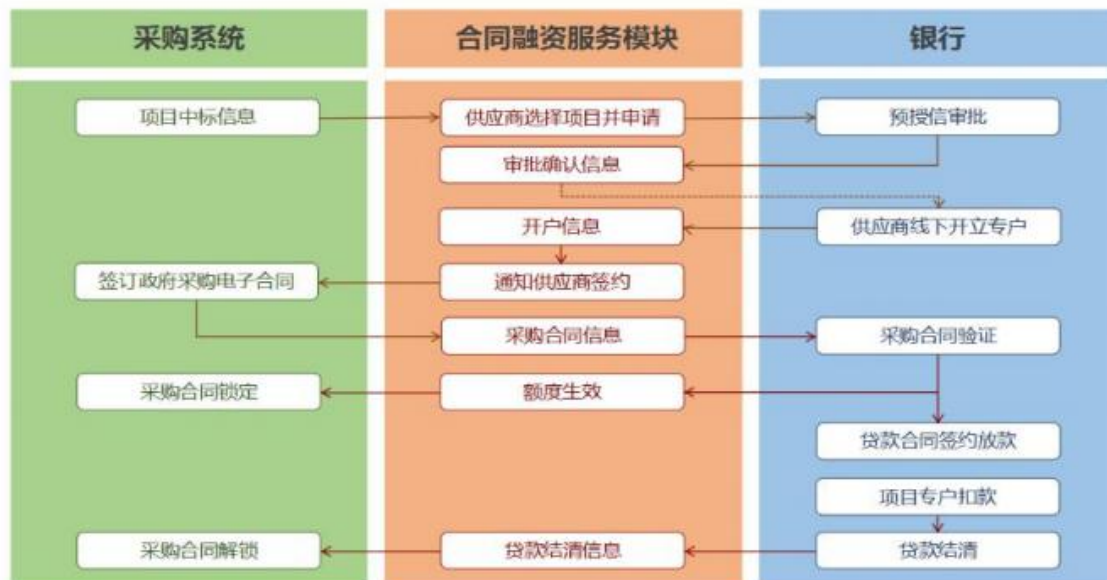 采购系统 合同融资服务模块 银行
项目中标信息 供应商选择项目并申请 预授信审批
审批确认信息
开户信息 供应商线下开立专户
签订政府采购电子合同 通知供应商签约
采购合同信息 采购合同验证
采购合同锁定 额度生效
贷款合同签约放款
项目专户扣款
采购合同解锁 贷款结清信息 贷款结清